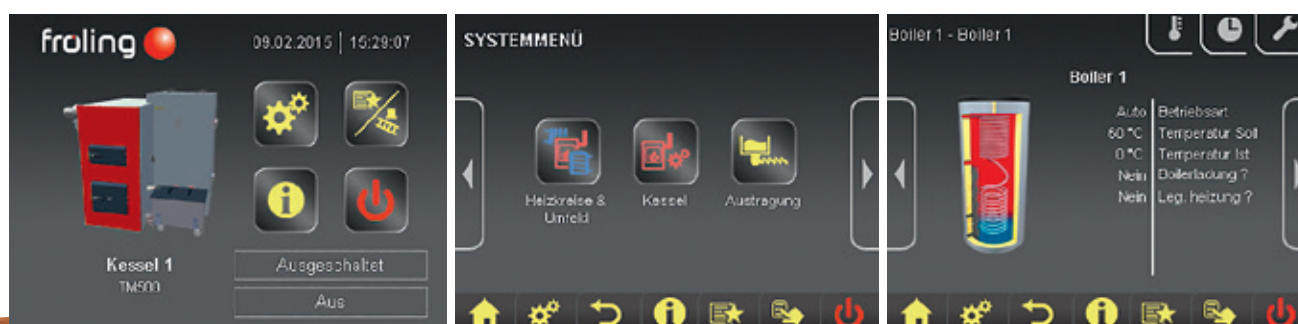 froling
09.02.2015 | 15:29:07
Kessel 1
TM500
Ausgeschaltet
Aus
SYSTEMMENÜ
Heizkreise &
Umfeld
Kessel
Austragung
Boiler 1 - Boiler 1
Boiler 1
Auto Betriebsart
60 °C Temperatur Soll
0 °C Temperatur Ist
Nein Boilerladung ?
Nein Leg. heizung ?